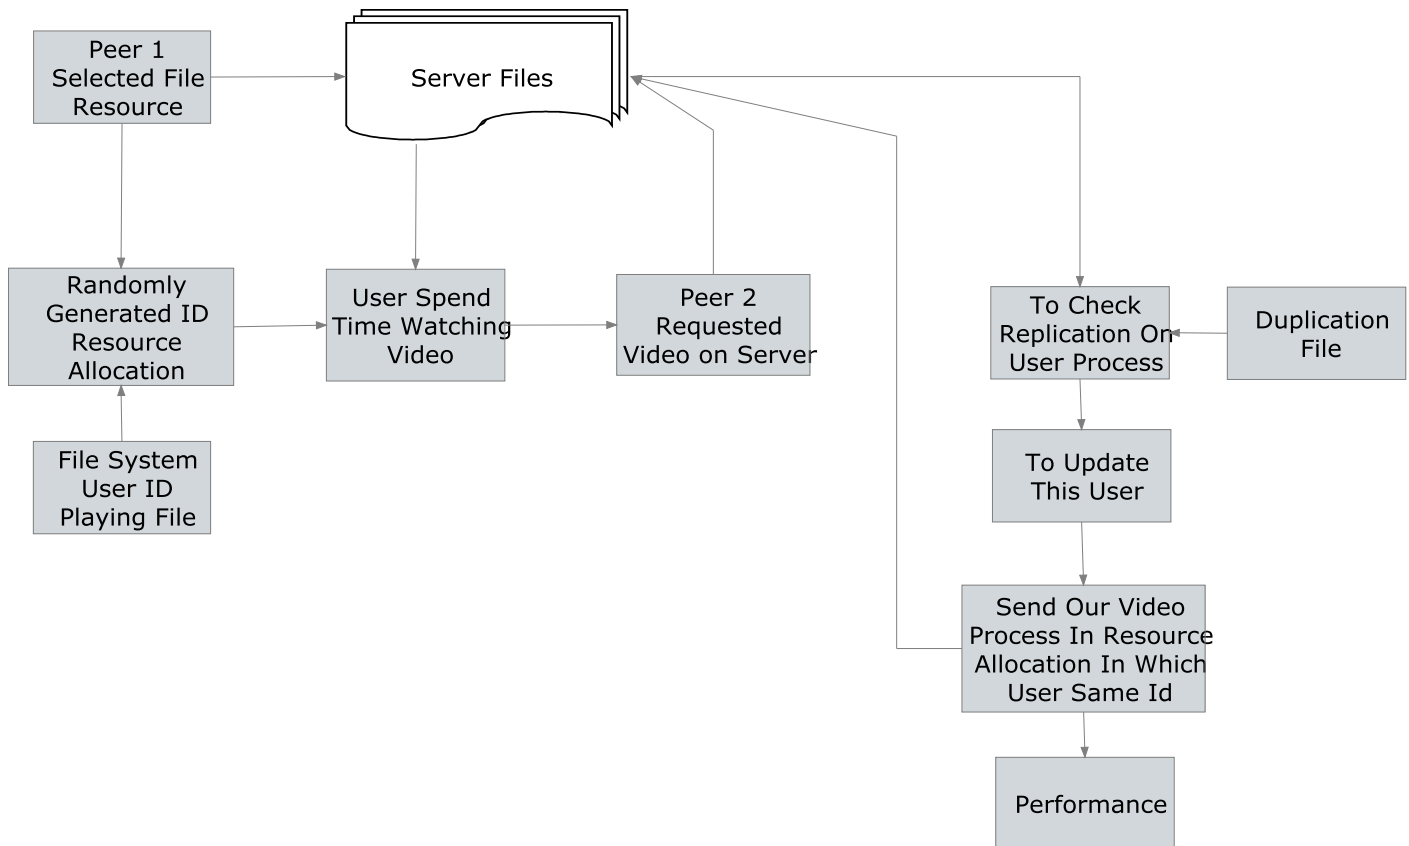 Peer 1
Selected File
Resource
Server Files
Randomly
Generated ID
Resource
Allocation
User Spend
Time Watching
Video
Peer 2
Requested
Video on Server
To Check
Replication On
User Process
Duplication
File
File System
User ID
Playing File
To Update
This User
Send Our Video
Process In Resource
Allocation In Which
User Same Id
Performance